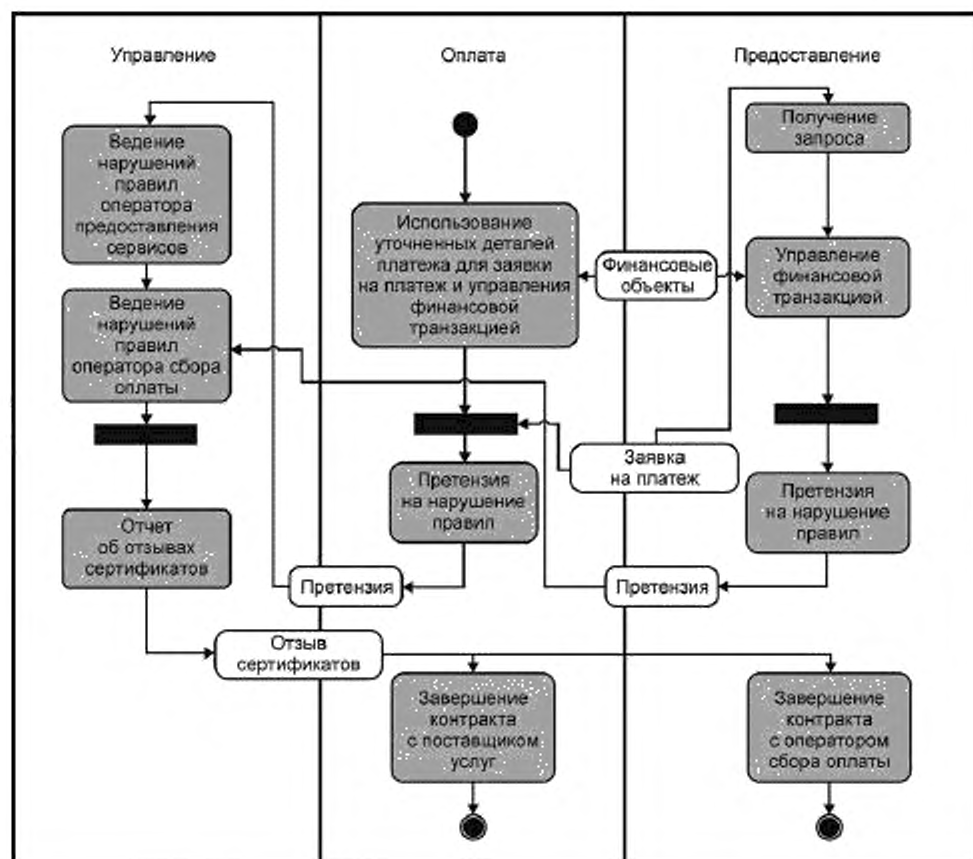 Управление
Оплата
Предоставление
Ведение
нарушений
правил
оператора
предоставления
сервисов
Ведение
нарушений
правил
оператора сбора
оплаты
Отчет
об отзывах
сертификатов
Использование
уточненных деталей
платежа для заявки
на платеж и управления
финансовой
транзакцией
Претензия
на нарушение
правил
Претензия
Отзыв
сертификатов
Завершение
контракта
с поставщиком
услуг
Финансовые
объекты
Заявка
на платеж
Претензия
Получение
запроса
Управление
финансовой
транзакцией
Претензия
на нарушение
правил
Завершение
контракта
с оператором
сбора оплаты